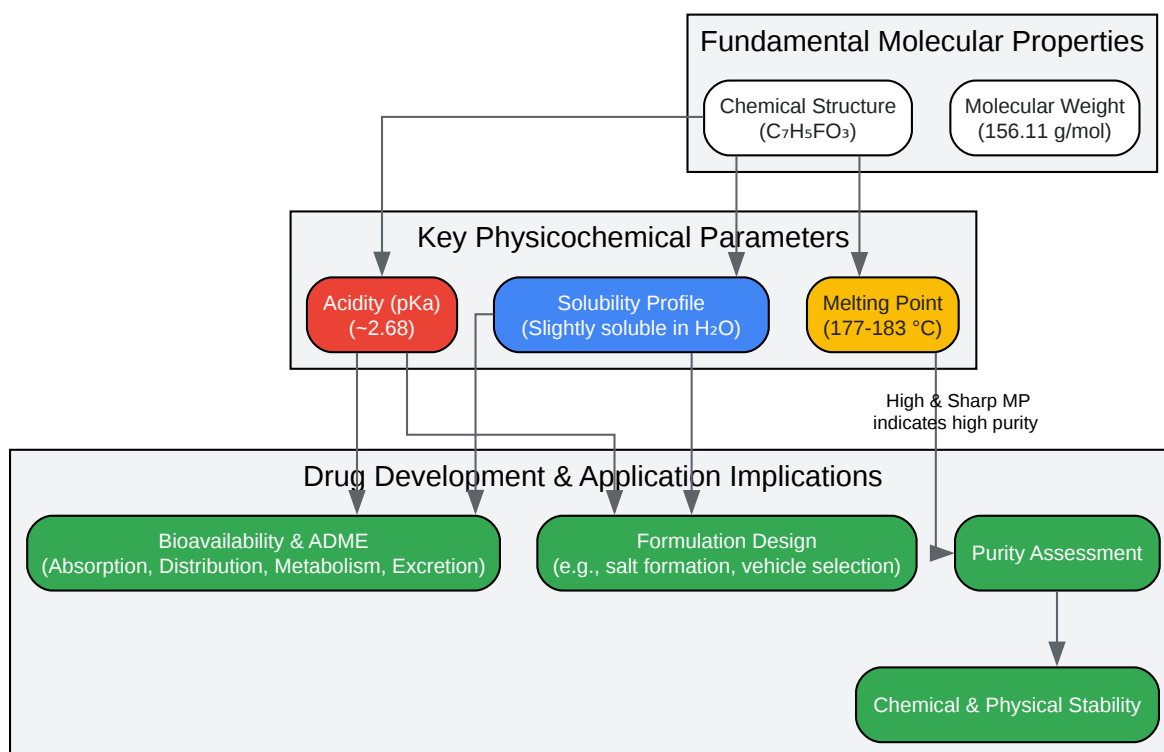 Fundamental Molecular Properties
Chemical Structure
(C₇H₅FO₃)
Molecular Weight
(156.11 g/mol)
Key Physicochemical Parameters
Acidity (pKa)
(~2.68)
Solubility Profile
(Slightly soluble in H₂O)
Melting Point
(177-183 °C)
High & Sharp MP
indicates high purity
Drug Development & Application Implications
Bioavailability & ADME
(Absorption, Distribution, Metabolism, Excretion)
Formulation Design
(e.g., salt formation, vehicle selection)
Purity Assessment
Chemical & Physical Stability